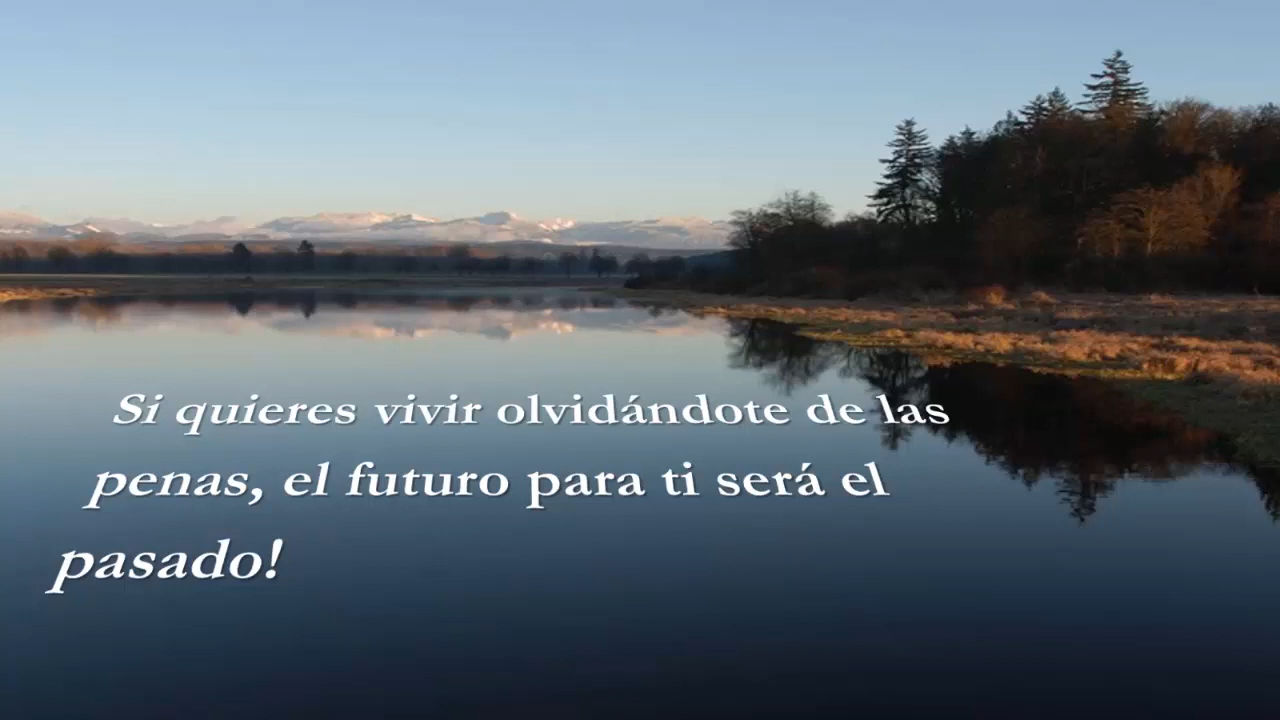 Si quieres vivir olvidándote de las
penas, el futuro para ti será el
pasado!